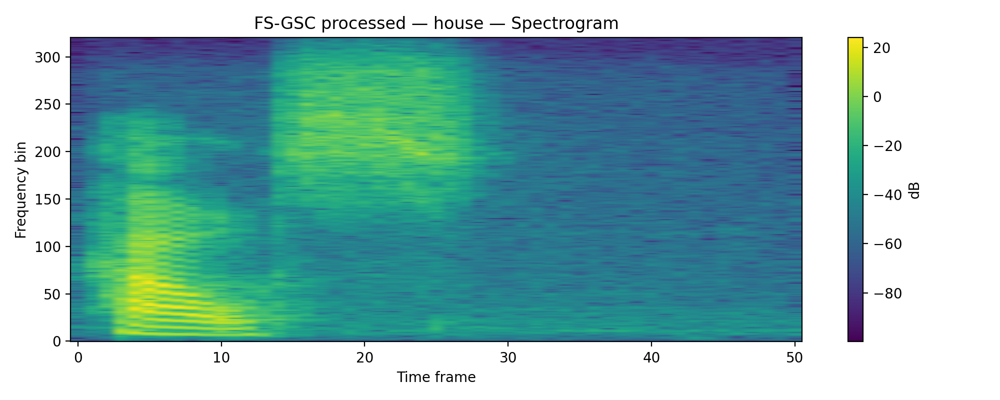 FS-GSC processed — house — Spectrogram
Frequency bin
300
250
200
150
100
50
0
0 10 20 30 40 50
Time frame
20
0
−20
−40
−60
−80
dB